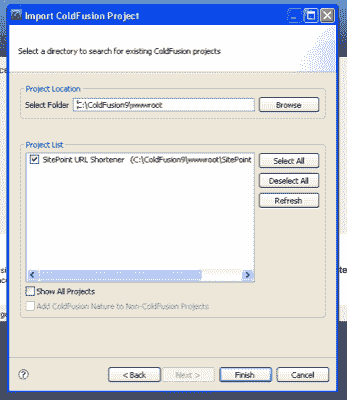 Import ColdFusion Project
Select a directory to search for existing ColdFusion projects
Project Location
Select Folder C:\ColdFusion9\wwwroot Browse
Project List
SitePoint URL Shortener (C:\ColdFusion9\wwwroot\SitePoint
Select All
Deselect All
Refresh
Show All Projects
Add ColdFusion Nature to Non-ColdFusion Projects
< Back Next > Finish Cancel